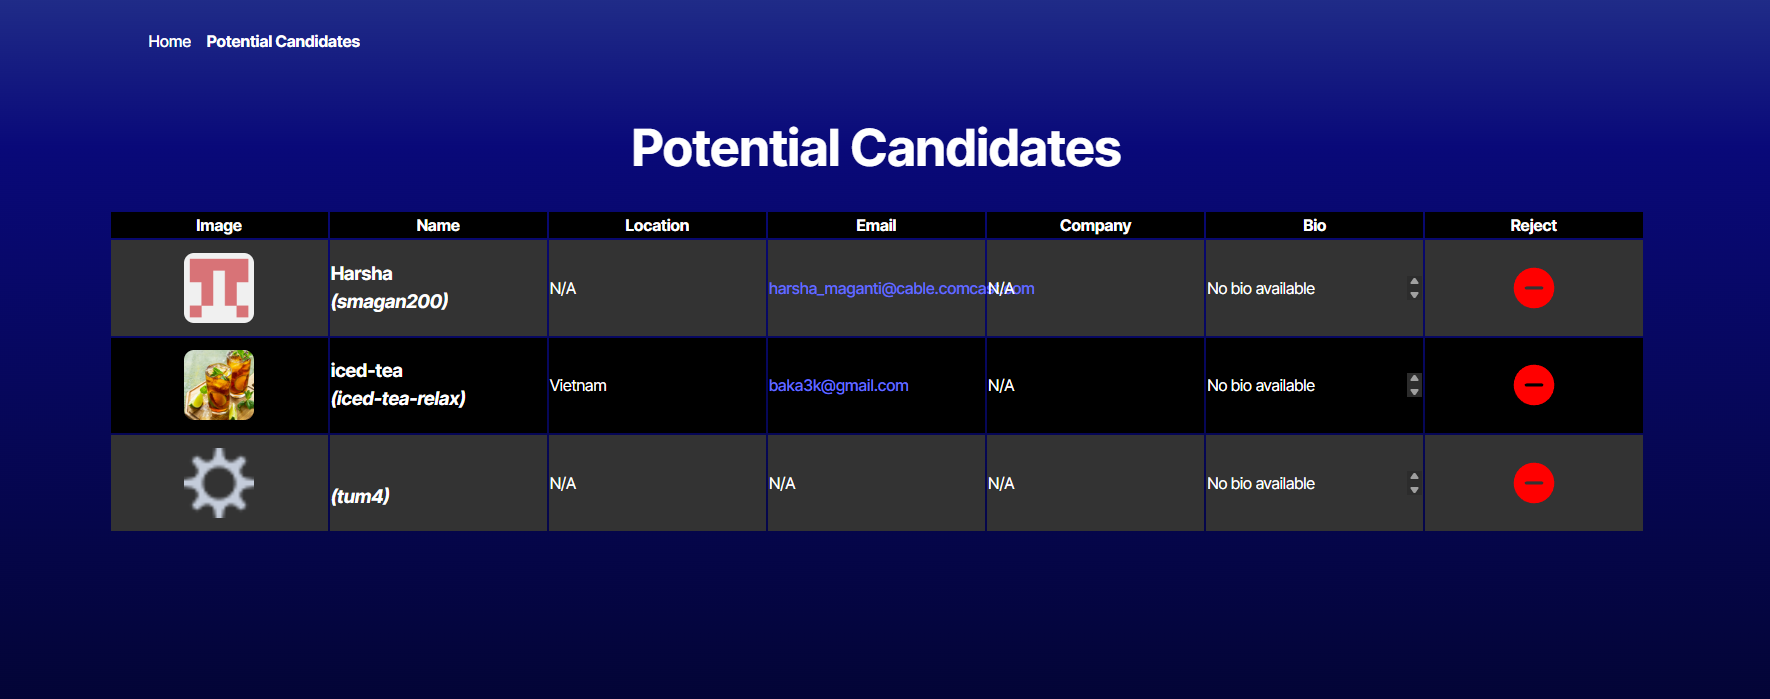 Home Potential Candidates
Potential Candidates
Image Name Location Email Company Bio Reject
Harsha
(smagan200)
N/A harsha_maganti@cable.comcast.com N/A No bio available
iced-tea
(iced-tea-relax)
Vietnam baka3k@gmail.com N/A No bio available
(tum4)
N/A N/A N/A No bio available